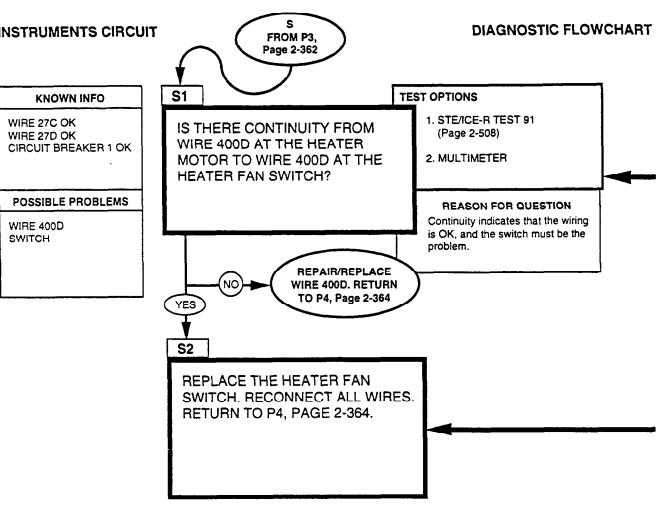 INSTRUMENTS CIRCUIT
S
FROM P3,
Page 2-362
DIAGNOSTIC FLOWCHART
KNOWN INFO
WIRE 27C OK
WIRE 27D OK
CIRCUIT BREAKER 1 OK
POSSIBLE PROBLEMS
WIRE 400D
SWITCH
S1
IS THERE CONTINUITY FROM
WIRE 400D AT THE HEATER
MOTOR TO WIRE 400D AT THE
HEATER FAN SWITCH?
TEST OPTIONS
1. STE/ICE-R TEST 91
(Page 2-508)
2. MULTIMETER
REASON FOR QUESTION
Continuity indicates that the wiring
is OK, and the switch must be the
problem.
NO
REPAIR/REPLACE
WIRE 400D. RETURN
TO P4, Page 2-364
YES
S2
REPLACE THE HEATER FAN
SWITCH. RECONNECT ALL WIRES.
RETURN TO P4, PAGE 2-364.